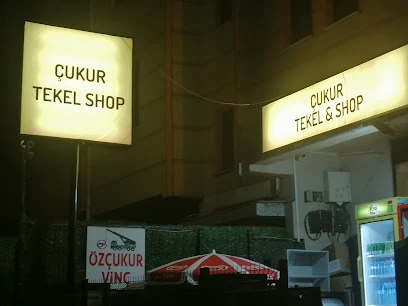 ÇUKUR
TEKEL SHOP
ÇUKUR
TEKEL & SHOP
ÖZÇUKUR
VİNÇ